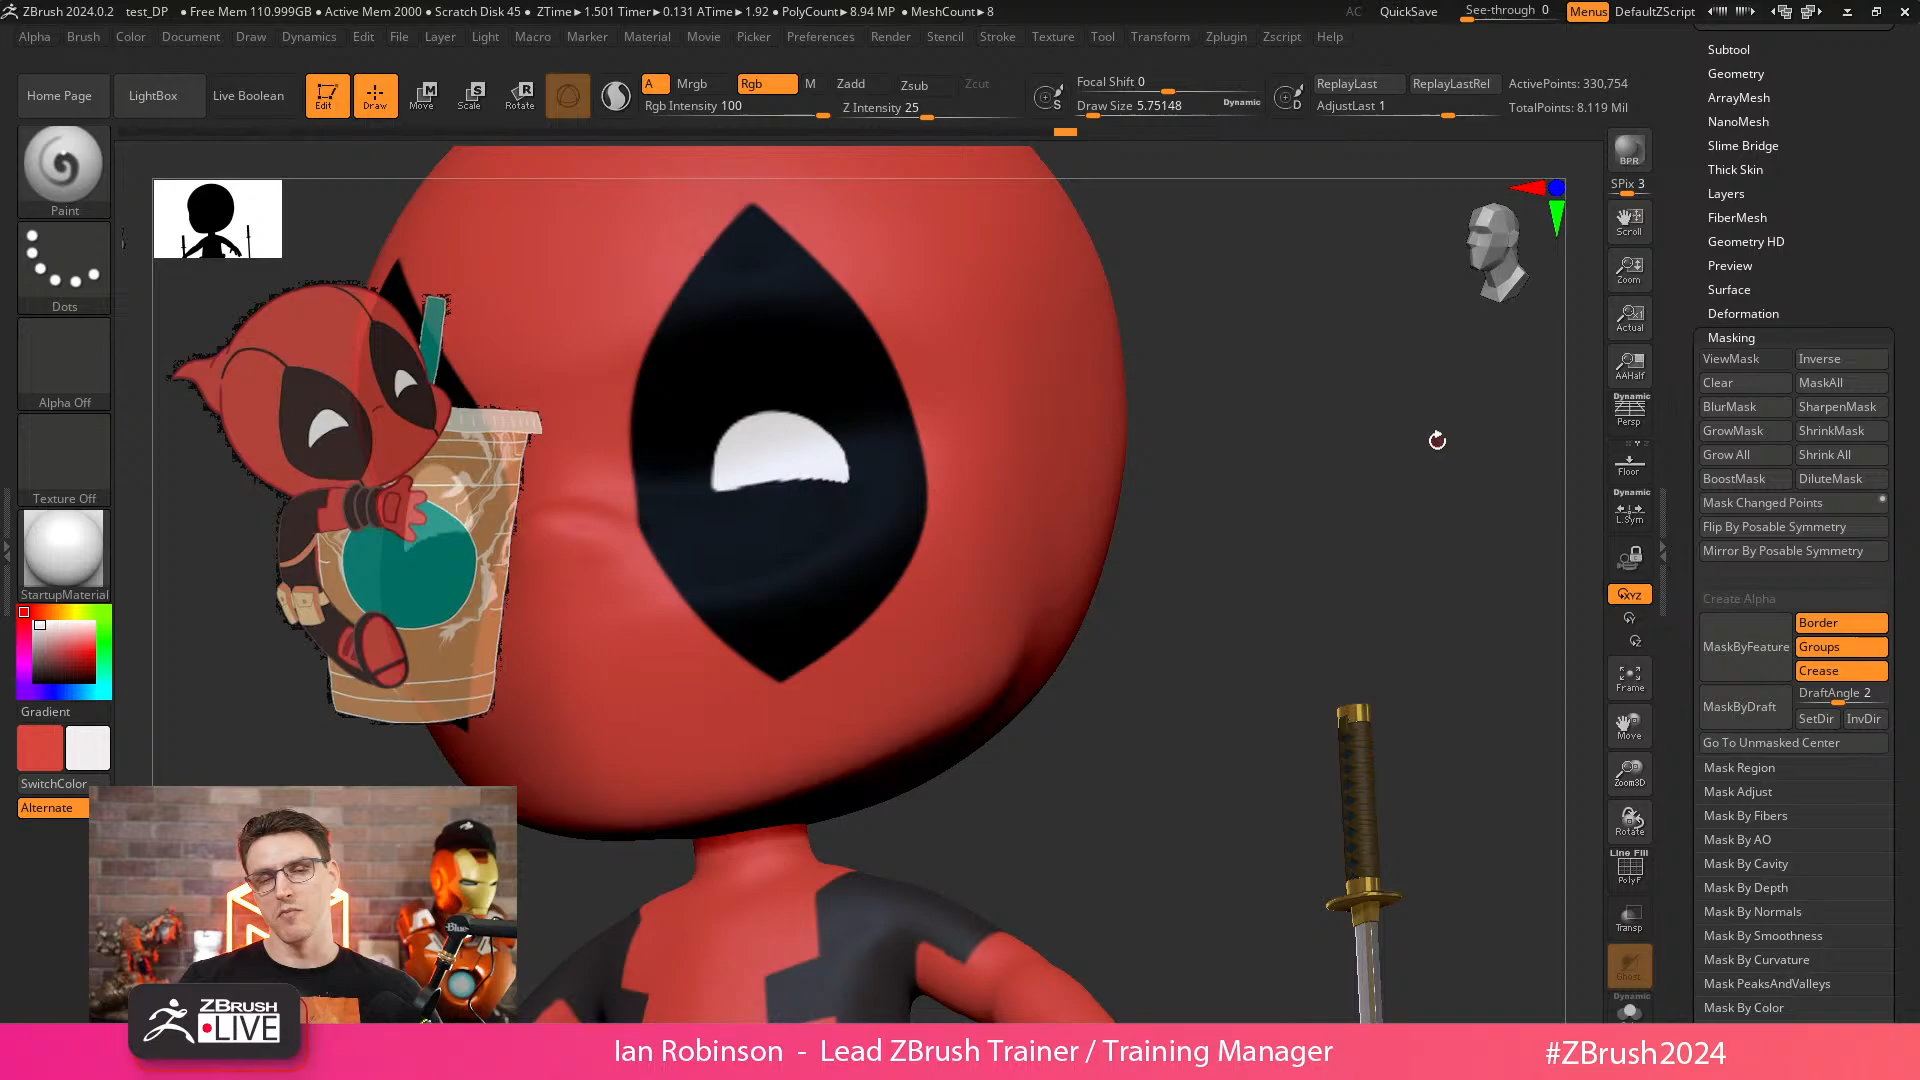 ZBrush 2024.0.2 test_DP ● Free Mem 110.999GB ● Active Mem 2000 ● Scratch Disk 45 ● ZTime►1.501 Timer►0.131 ATime►1.92 ● PolyCount►8.94 MP ● MeshCount►8
AC QuickSave See-through 0 Menus DefaultZScript
Alpha Brush Color Document Draw Dynamics Edit File Layer Light Macro Marker Material Movie Picker Preferences Render Stencil Stroke Texture Tool Transform Zplugin Zscript Help
Home Page LightBox Live Boolean
Edit Draw Move Scale Rotate
A Mrgb Rgb M Zadd Zsub Zcut
Rgb Intensity 100 Z Intensity 25
Focal Shift 0
Draw Size 5.75148 Dynamic
S
D
ReplayLast ReplayLastRel
AdjustLast 1
ActivePoints: 330,754
TotalPoints: 8.119 Mil
Paint
Dots
Alpha Off
Texture Off
StartupMaterial
Gradient
SwitchColor
Alternate
BPR
SPix 3
Scroll
Zoom
Actual
AAHalf
Dynamic
Persp
Floor
Dynamic
L.Sym
XYZ
Frame
Move
Zoom3D
Rotate
Line Fill
PolyF
Transp
Ghost
Dynamic
Subtool
Geometry
ArrayMesh
NanoMesh
Slime Bridge
Thick Skin
Layers
FiberMesh
Geometry HD
Preview
Surface
Deformation
Masking
ViewMask Inverse
Clear MaskAll
BlurMask SharpenMask
GrowMask ShrinkMask
Grow All Shrink All
BoostMask DiluteMask
Mask Changed Points
Flip By Posable Symmetry
Mirror By Posable Symmetry
Create Alpha
MaskByFeature Border
Groups
Crease
MaskByDraft DraftAngle 2
SetDir InvDir
Go To Unmasked Center
Mask Region
Mask Adjust
Mask By Fibers
Mask By AO
Mask By Cavity
Mask By Depth
Mask By Normals
Mask By Smoothness
Mask By Curvature
Mask PeaksAndValleys
Mask By Color
Blue
ZBRUSH
LIVE
Ian Robinson - Lead ZBrush Trainer / Training Manager
#ZBrush2024